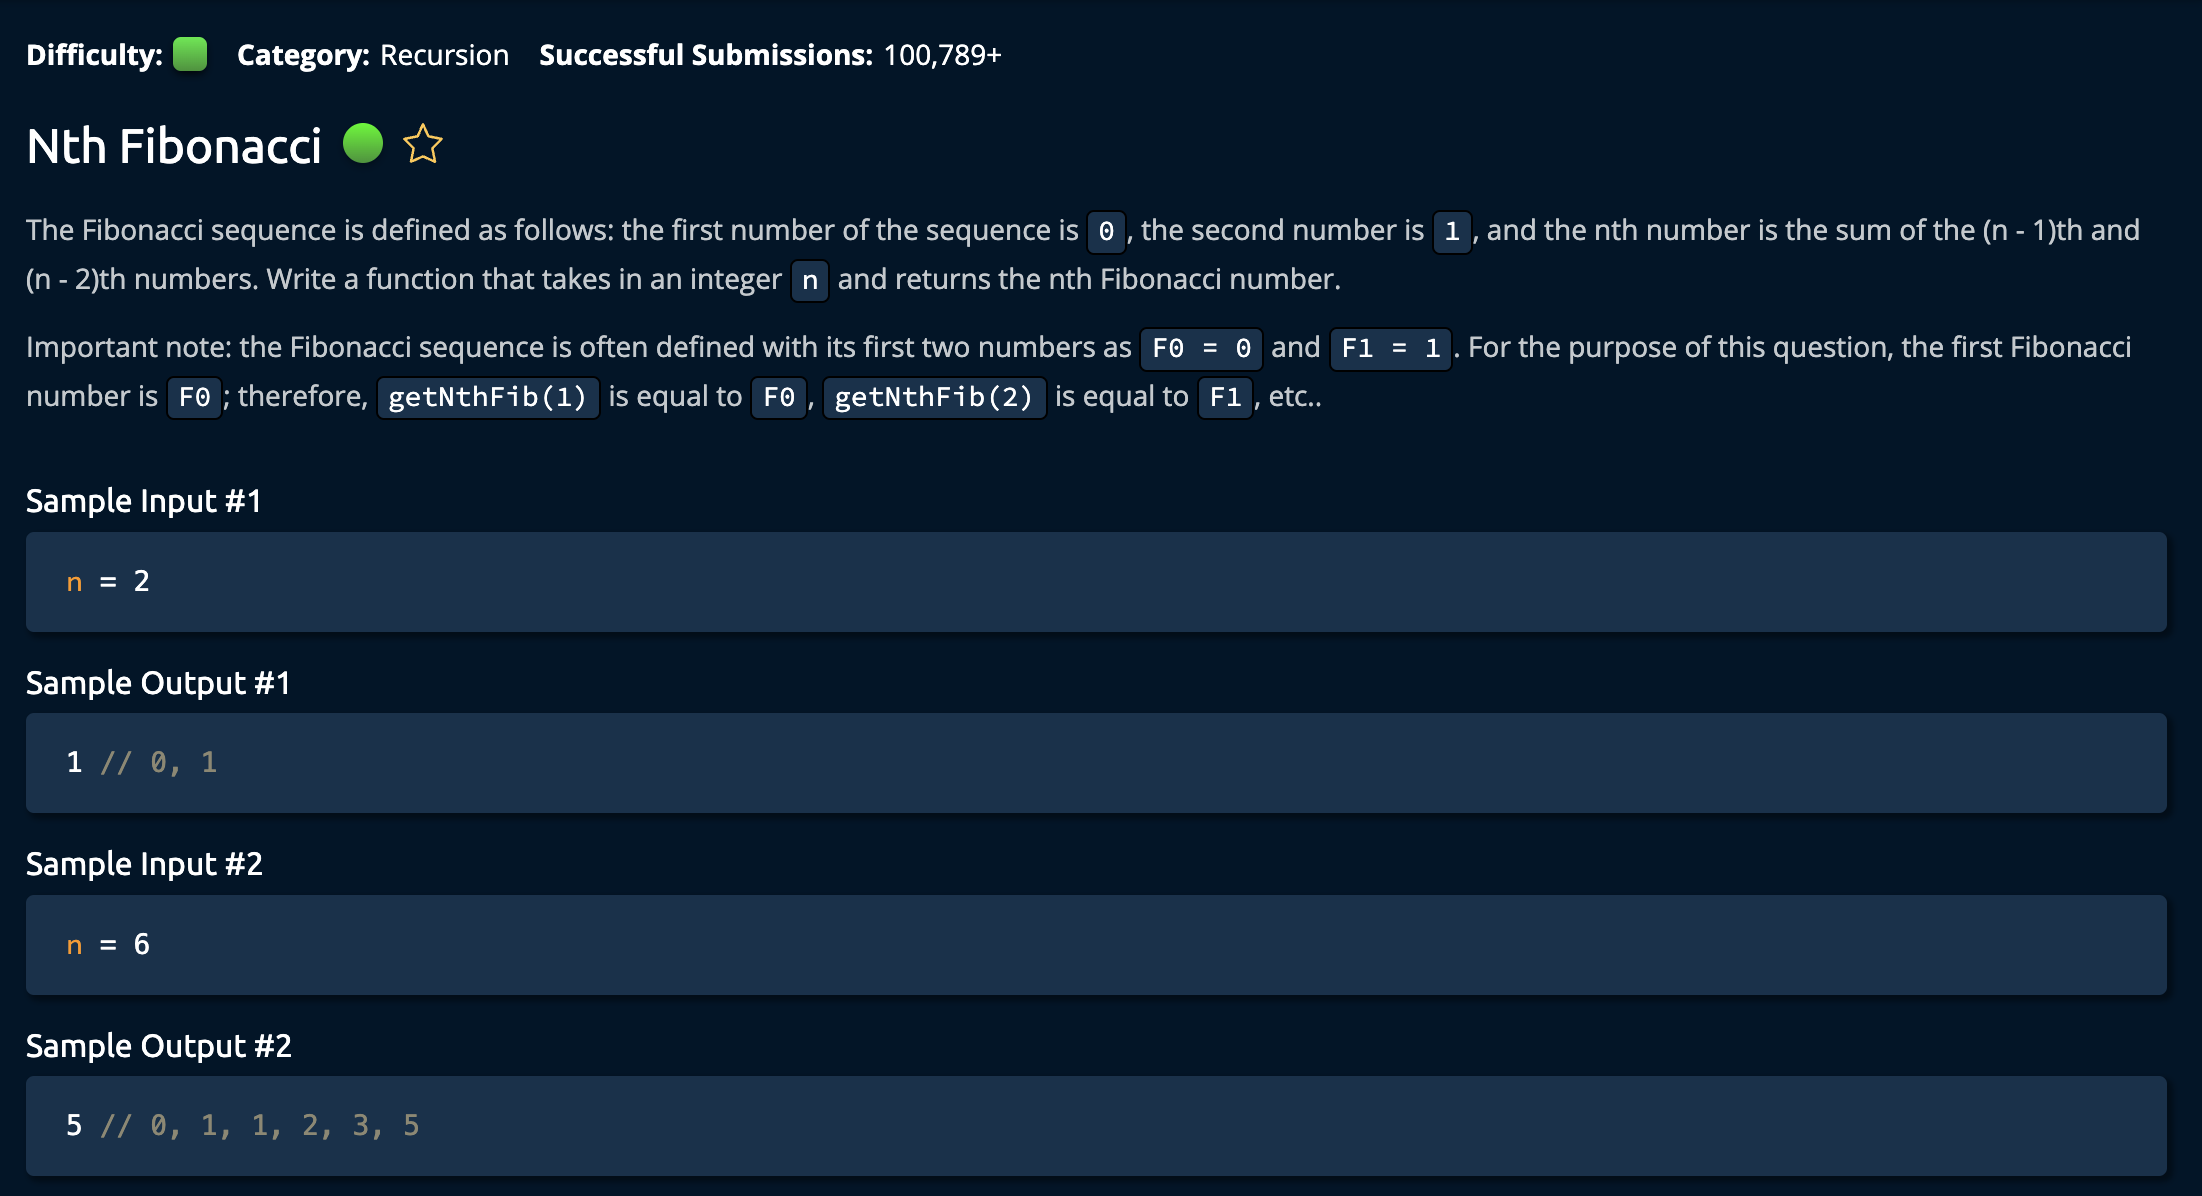 Difficulty: Category: Recursion Successful Submissions: 100,789+
Nth Fibonacci
The Fibonacci sequence is defined as follows: the first number of the sequence is 0, the second number is 1, and the nth number is the sum of the (n - 1)th and
(n - 2)th numbers. Write a function that takes in an integer n and returns the nth Fibonacci number.
Important note: the Fibonacci sequence is often defined with its first two numbers as F0 = 0 and F1 = 1. For the purpose of this question, the first Fibonacci
number is F0; therefore, getNthFib(1) is equal to F0, getNthFib(2) is equal to F1, etc..
Sample Input #1
n = 2
Sample Output #1
1 // 0, 1
Sample Input #2
n = 6
Sample Output #2
5 // 0, 1, 1, 2, 3, 5